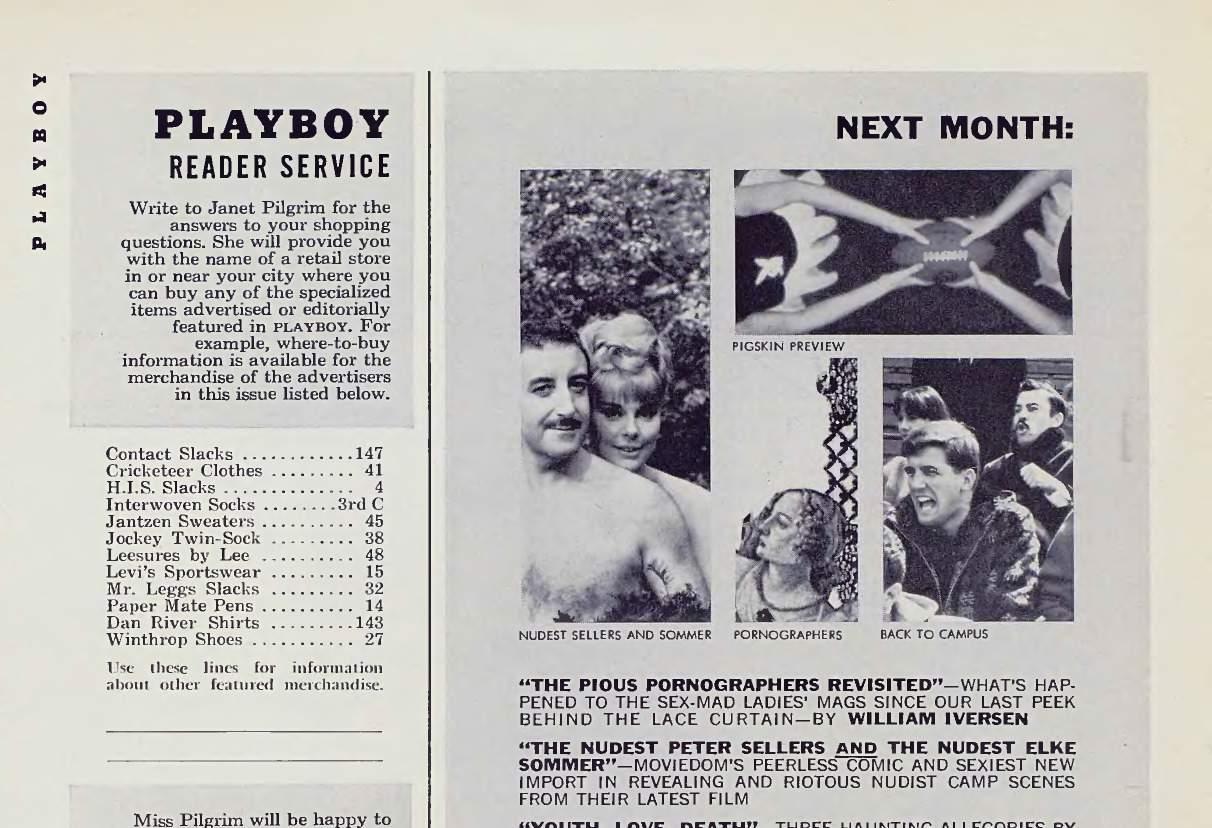 PLAYBOY
PLAYBOY
READER SERVICE
Write to Janet Pilgrim for the
answers to your shopping
questions. She will provide you
with the name of a retail store
in or near your city where you
can buy any of the specialized
items advertised or editorially
featured in PLAYBOY. For
example, where-to-buy
information is available for the
merchandise of the advertisers
in this issue listed below.
Contact Slacks ............147
Cricketeer Clothes ......... 41
H.I.S. Slacks .............. 4
Interwoven Socks ........3rd C
Jantzen Sweaters .......... 45
Jockey Twin-Sock ......... 38
Leesures by Lee .......... 48
Levi's Sportswear ......... 15
Mr. Leggs Slacks ......... 32
Paper Mate Pens .......... 14
Dan River Shirts .........143
Winthrop Shoes ........... 27
Use these lines for information
about other featured merchandise.
Miss Pilgrim will be happy to
NEXT MONTH:
PIGSKIN PREVIEW
NUDEST SELLERS AND SOMMER
PORNOGRAPHERS
BACK TO CAMPUS
“THE PIOUS PORNOGRAPHERS REVISITED”—WHAT'S HAP-
PENED TO THE SEX-MAD LADIES' MAGS SINCE OUR LAST PEEK
BEHIND THE LACE CURTAIN—BY WILLIAM IVERSEN
“THE NUDEST PETER SELLERS AND THE NUDEST ELKE
SOMMER”—MOVIEDOM'S PEERLESS COMIC AND SEXIEST NEW
IMPORT IN REVEALING AND RIOTOUS NUDIST CAMP SCENES
FROM THEIR LATEST FILM
“YOUTH, LOVE, DEATH”—THREE HAUNTING ALLEGORIES BY